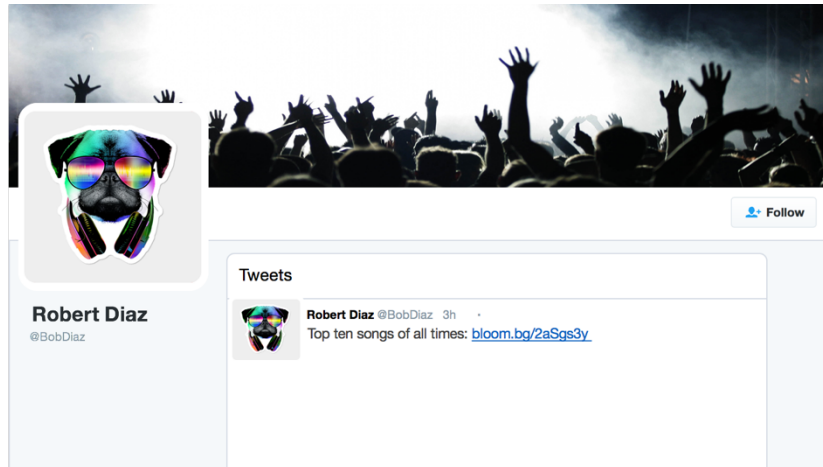 Follow
Tweets
Robert Diaz
@BobDiaz
Robert Diaz @BobDiaz 3h ·
Top ten songs of all times: bloom.bg/2aSgs3y